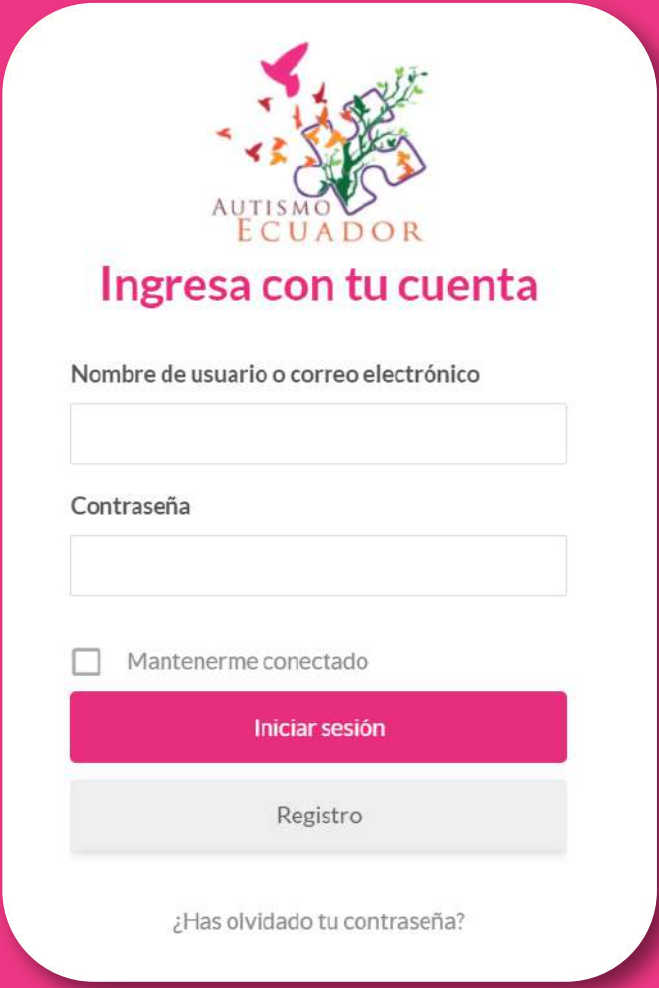 AUTISMO
ECUADOR
Ingresa con tu cuenta
Nombre de usuario o correo electrónico
Contraseña
Mantenerme conectado
Iniciar sesión
Registro
¿Has olvidado tu contraseña?